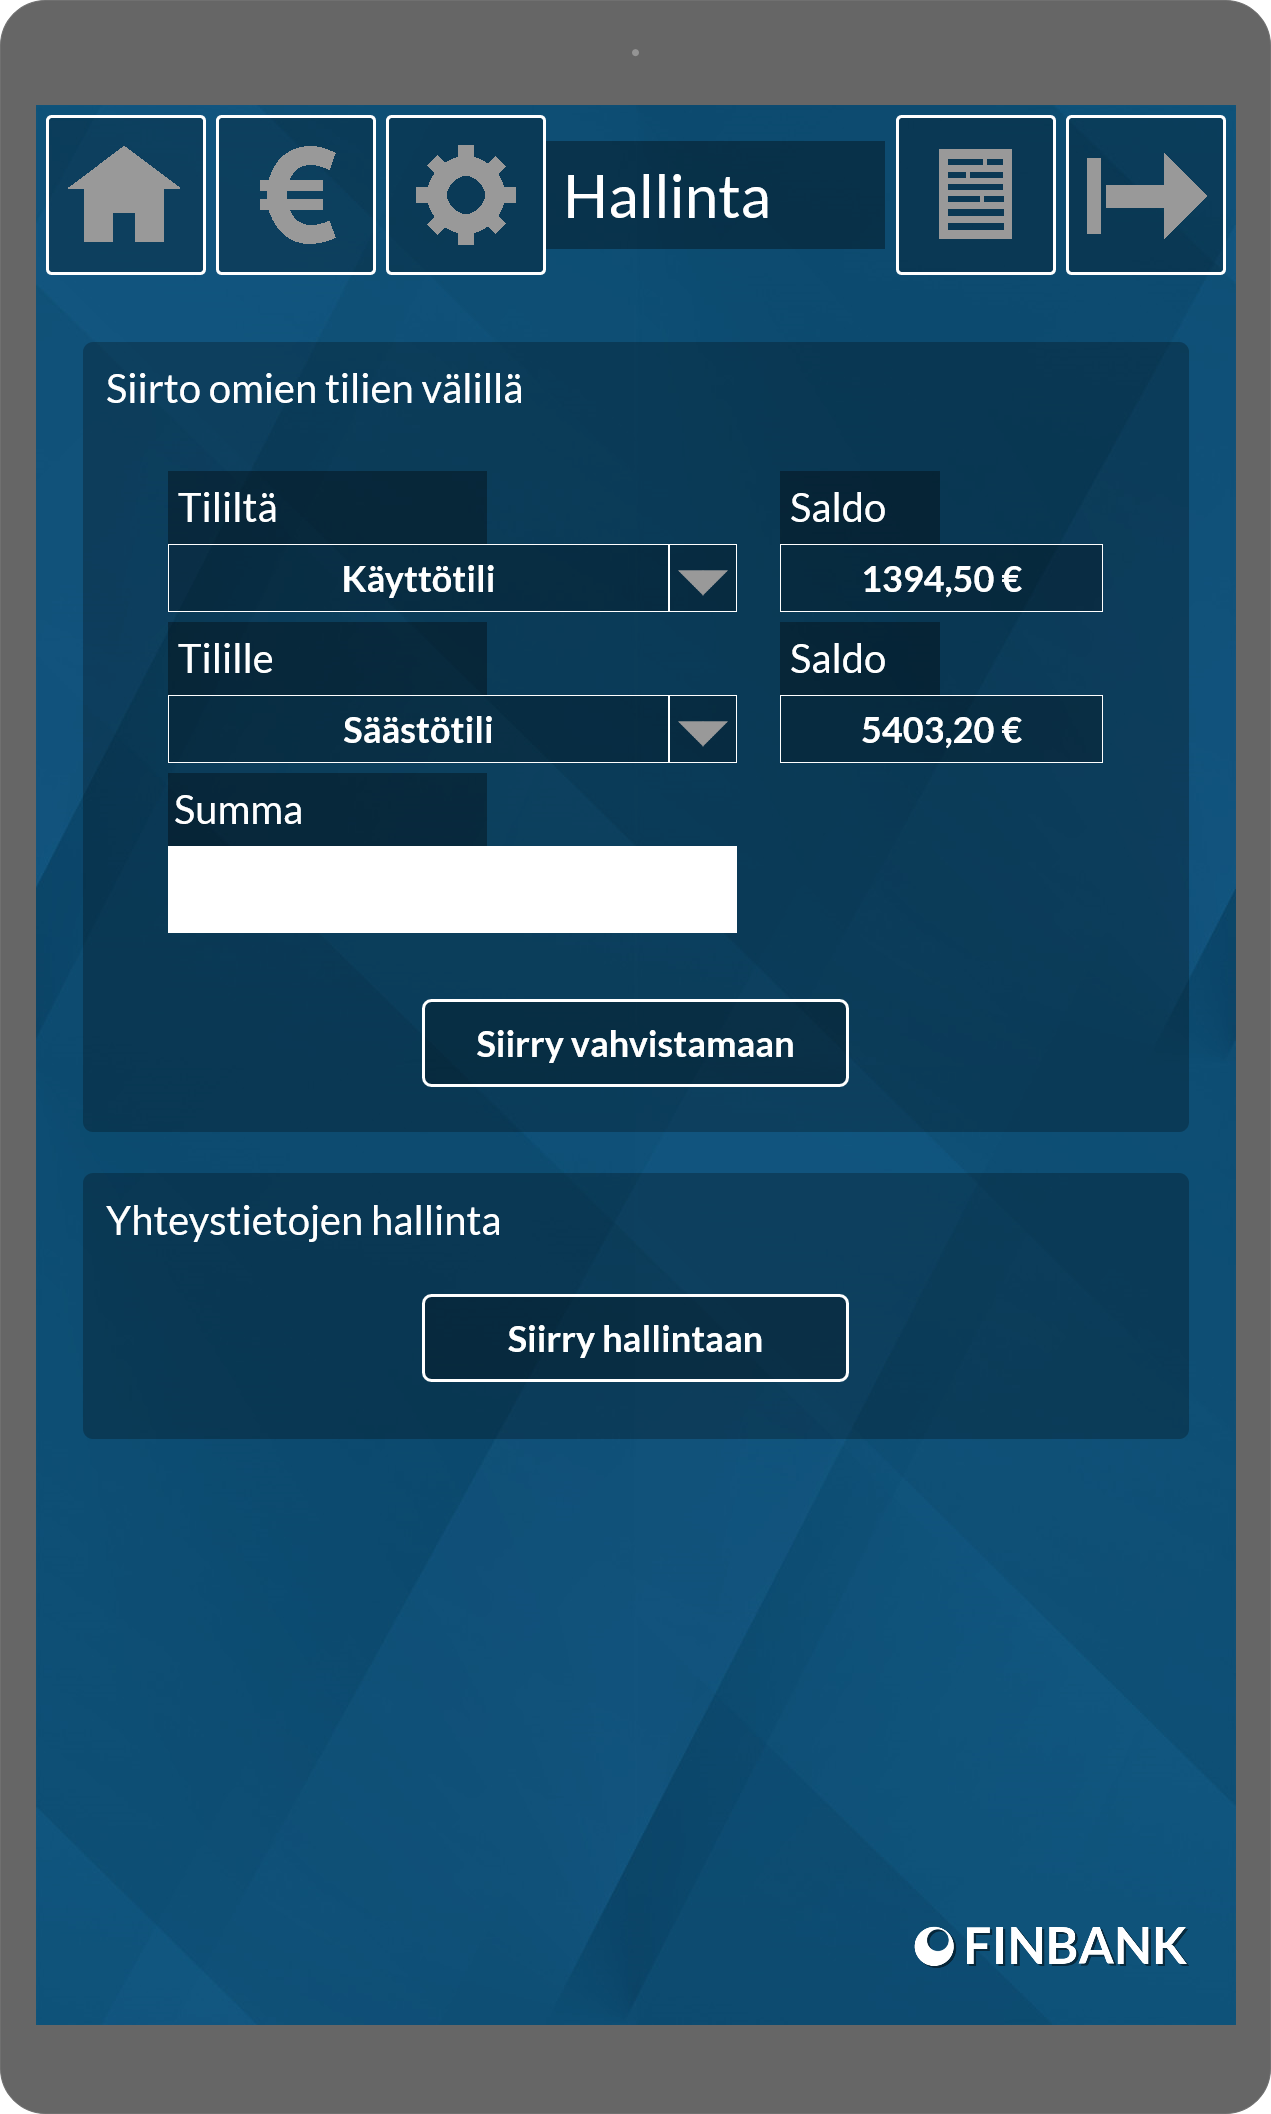 Hallinta
Siirto omien tilien välillä
Tililtä
Saldo
Käyttötili
1394,50 €
Tilille
Saldo
Säästötili
5403,20 €
Summa
Siirry vahvistamaan
Yhteystietojen hallinta
Siirry hallintaan
FINBANK